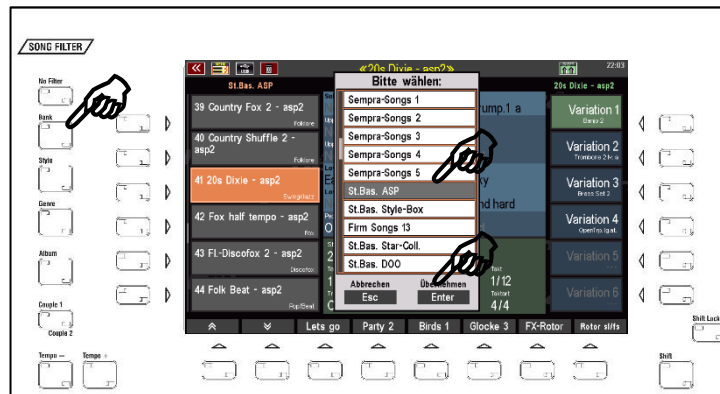 SONG FILTER
No Filter
Bank
Style
Genre
Album
Couple 1
Couple 2
Tempo –
Tempo +
«20s Dixie - asp2»
22:03
St.Bas. ASP
39 Country Fox 2 - asp2
Folklore
40 Country Shuffle 2 - asp2
Folklore
41 20s Dixie - asp2
Swing/Jazz
42 Fox half tempo - asp2
Fox
43 Fl.-Discofox 2 - asp2
Discofox
44 Folk Beat - asp2
Pop/Beat
Bitte wählen:
Sempra-Songs 1
Sempra-Songs 2
Sempra-Songs 3
Sempra-Songs 4
Sempra-Songs 5
St.Bas. ASP
St.Bas. Style-Box
Firm Songs 13
St.Bas. Star-Coll.
St.Bas. DOO
Abbrechen
Esc
Übernehmen
Enter
rump.1 a
ky
nd hard
Takt
1/12
Taktart
4/4
20s Dixie - asp2
Variation 1
Variation 2
Variation 3
Variation 4
Variation 5
Variation 6
Lets go
Party 2
Birds 1
Glocke 3
FX-Rotor
Rotor sl/fs
Shift Lock
Shift